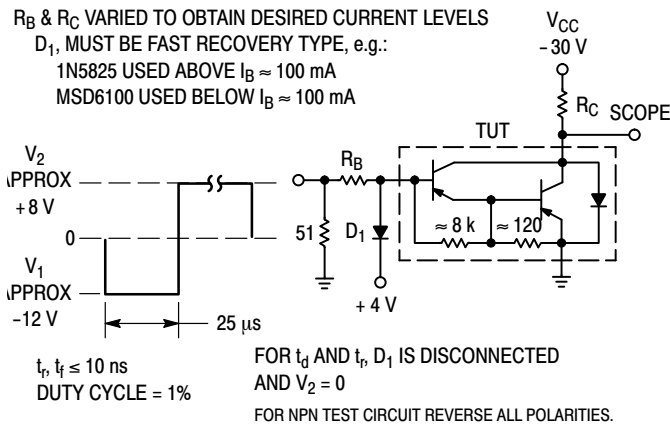 R_B & R_C VARIED TO OBTAIN DESIRED CURRENT LEVELS
D_1, MUST BE FAST RECOVERY TYPE, e.g.:
1N5825 USED ABOVE I_B ≈ 100 mA
MSD6100 USED BELOW I_B ≈ 100 mA
V_CC
-30 V
R_C
SCOPE
TUT
R_B
V_2
APPROX
+8 V
0
51
D_1
≈ 8 k
≈ 120
V_1
APPROX
-12 V
+ 4 V
25 µs
t_r, t_f ≤ 10 ns
DUTY CYCLE = 1%
FOR t_d AND t_r, D_1 IS DISCONNECTED
AND V_2 = 0
FOR NPN TEST CIRCUIT REVERSE ALL POLARITIES.